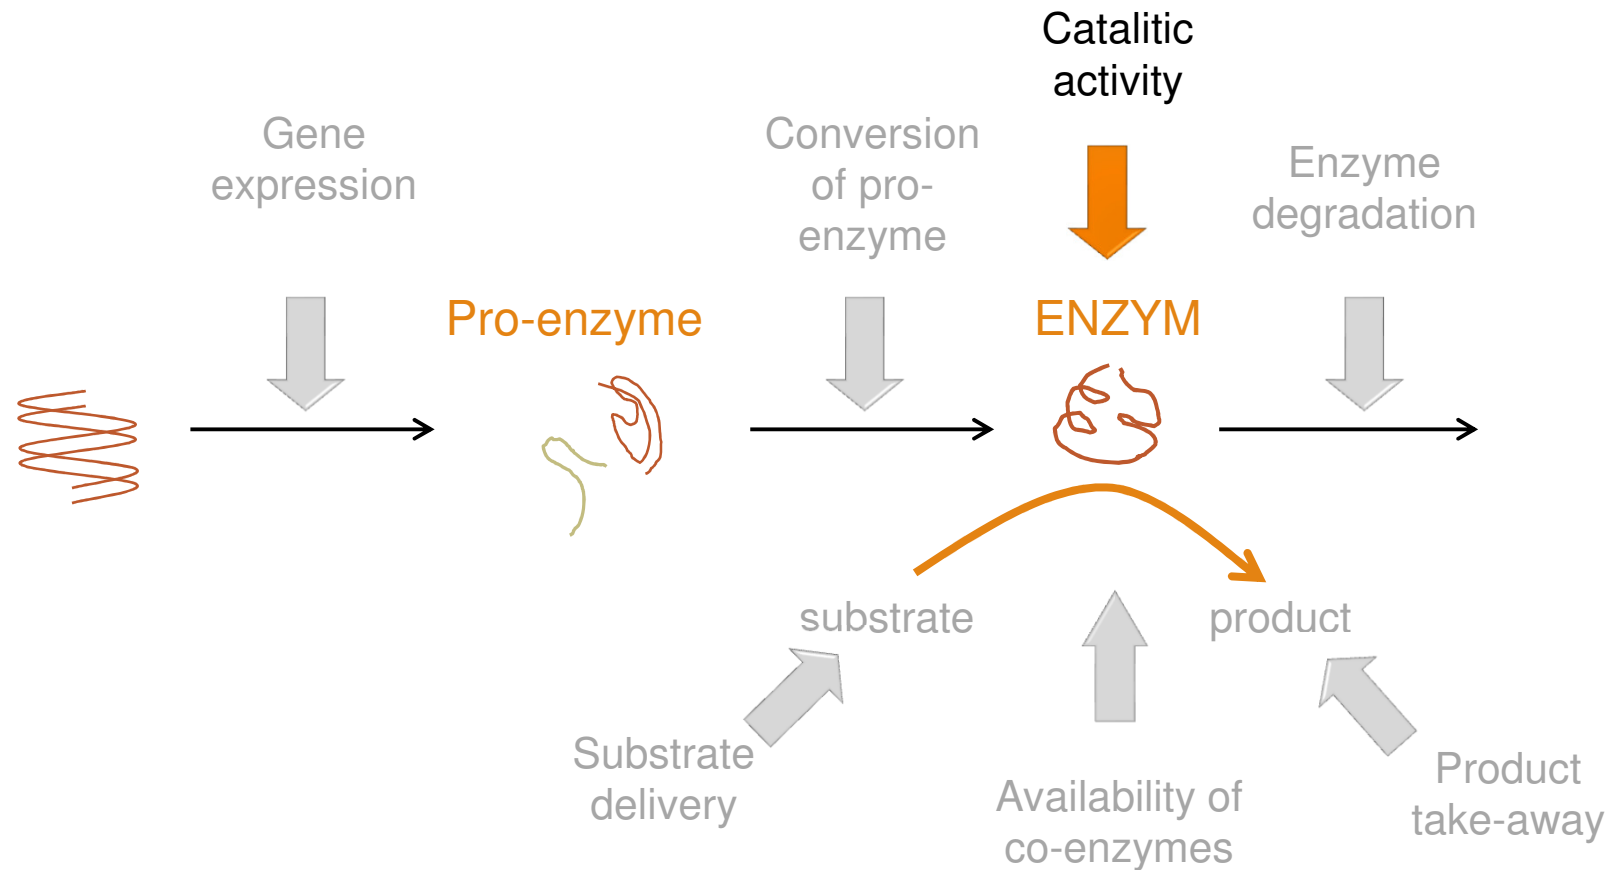 Catalitic
activity
Gene
expression
Conversion
of pro-
enzyme
Enzyme
degradation
Pro-enzyme
ENZYM
substrate
product
Substrate
delivery
Availability of
co-enzymes
Product
take-away